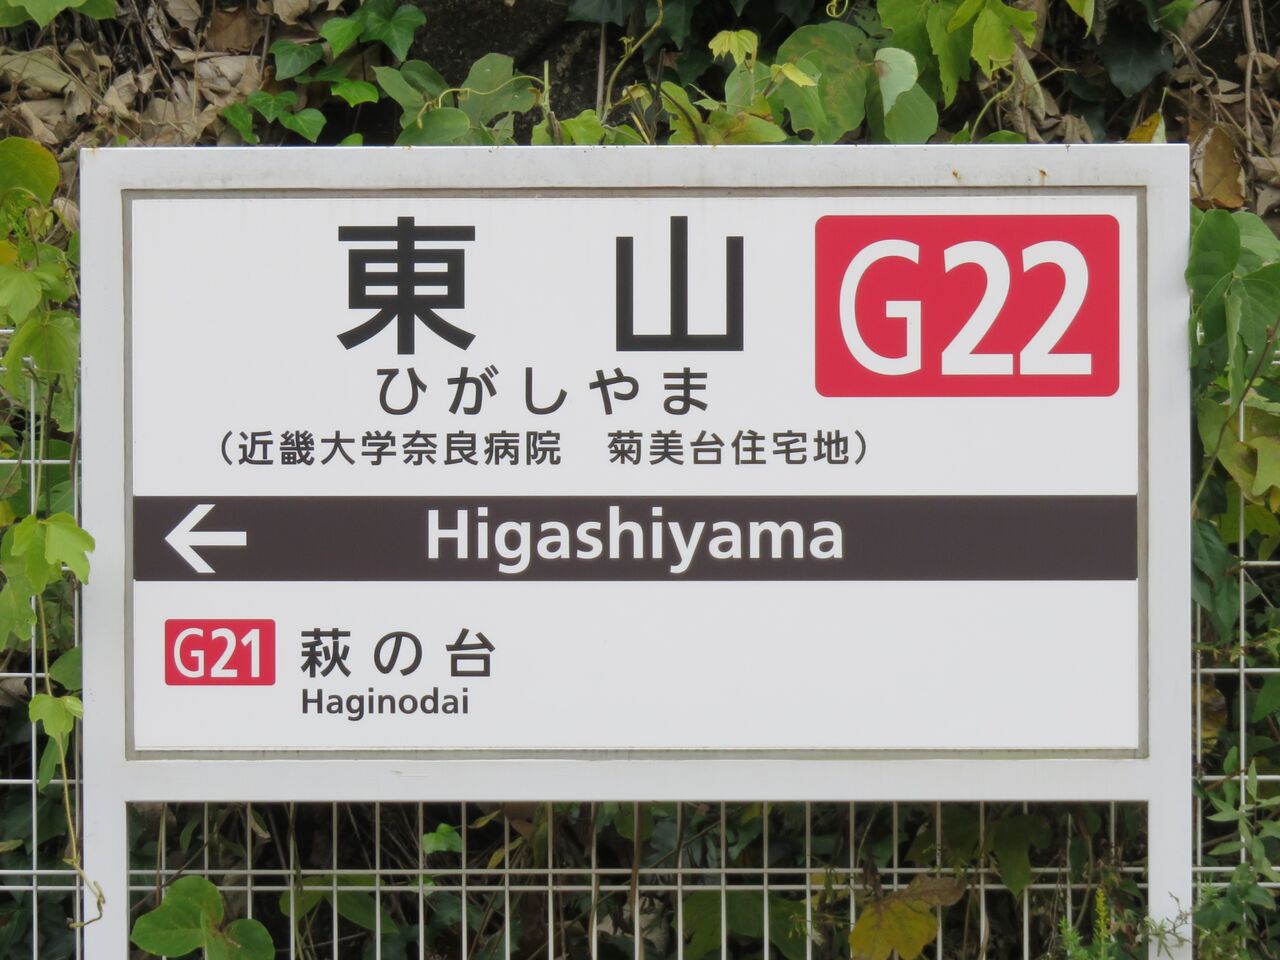 東山
G22
ひがしやま
（近畿大学奈良病院　菊美台住宅地）
← Higashiyama
G21 萩の台
Haginodai